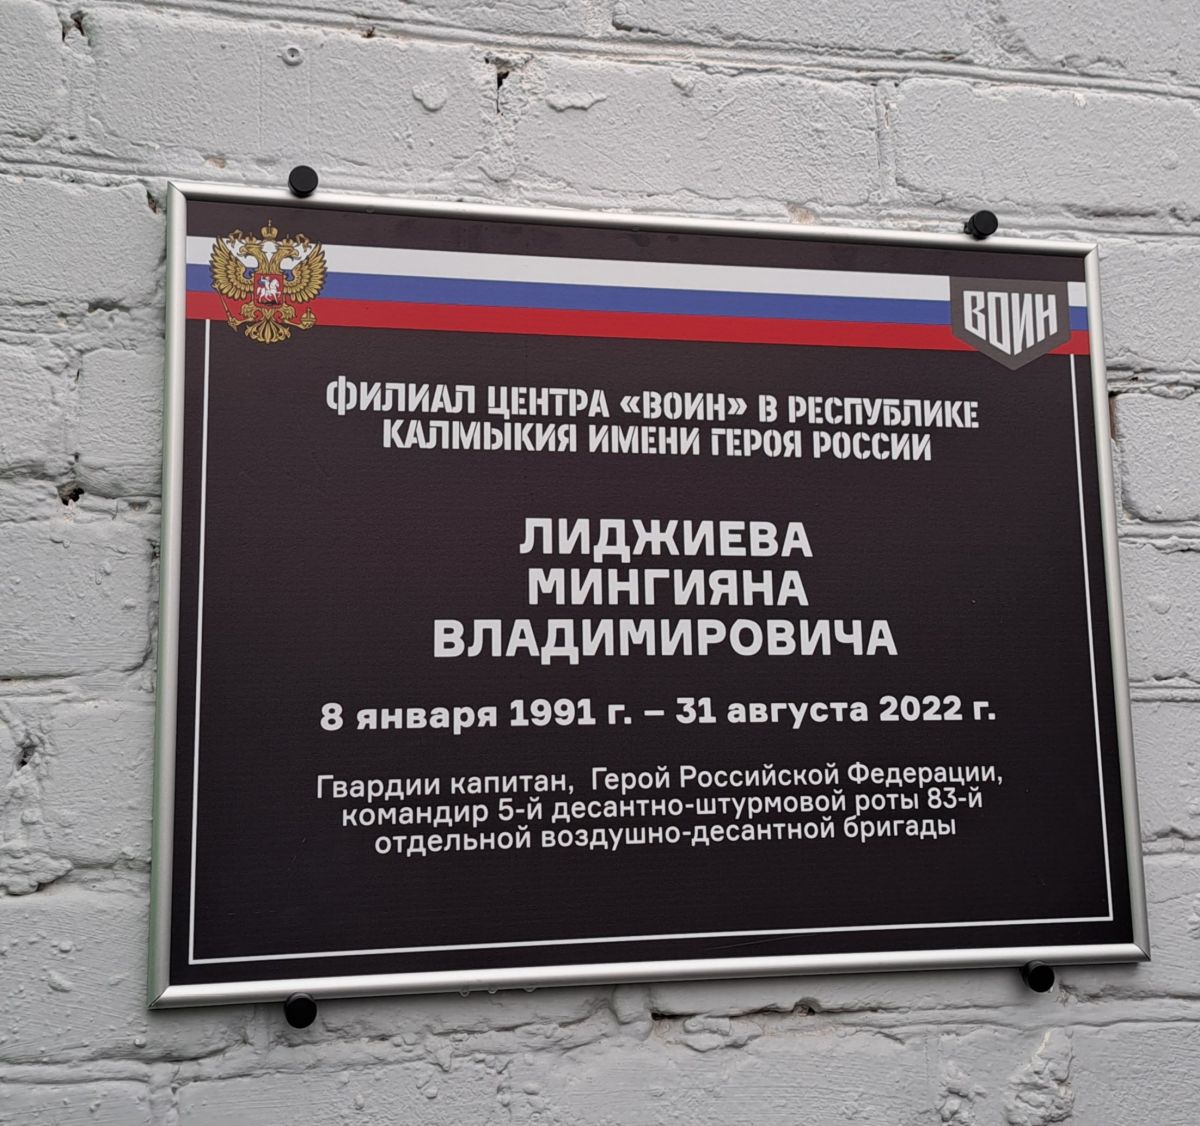 ВОИН
ФИЛИАЛ ЦЕНТРА «ВОИН» В РЕСПУБЛИКЕ
КАЛМЫКИЯ ИМЕНИ ГЕРОЯ РОССИИ
ЛИДЖИЕВА
МИНГИЯНА
ВЛАДИМИРОВИЧА
8 января 1991 г. – 31 августа 2022 г.
Гвардии капитан, Герой Российской Федерации,
командир 5-й десантно-штурмовой роты 83-й
отдельной воздушно-десантной бригады